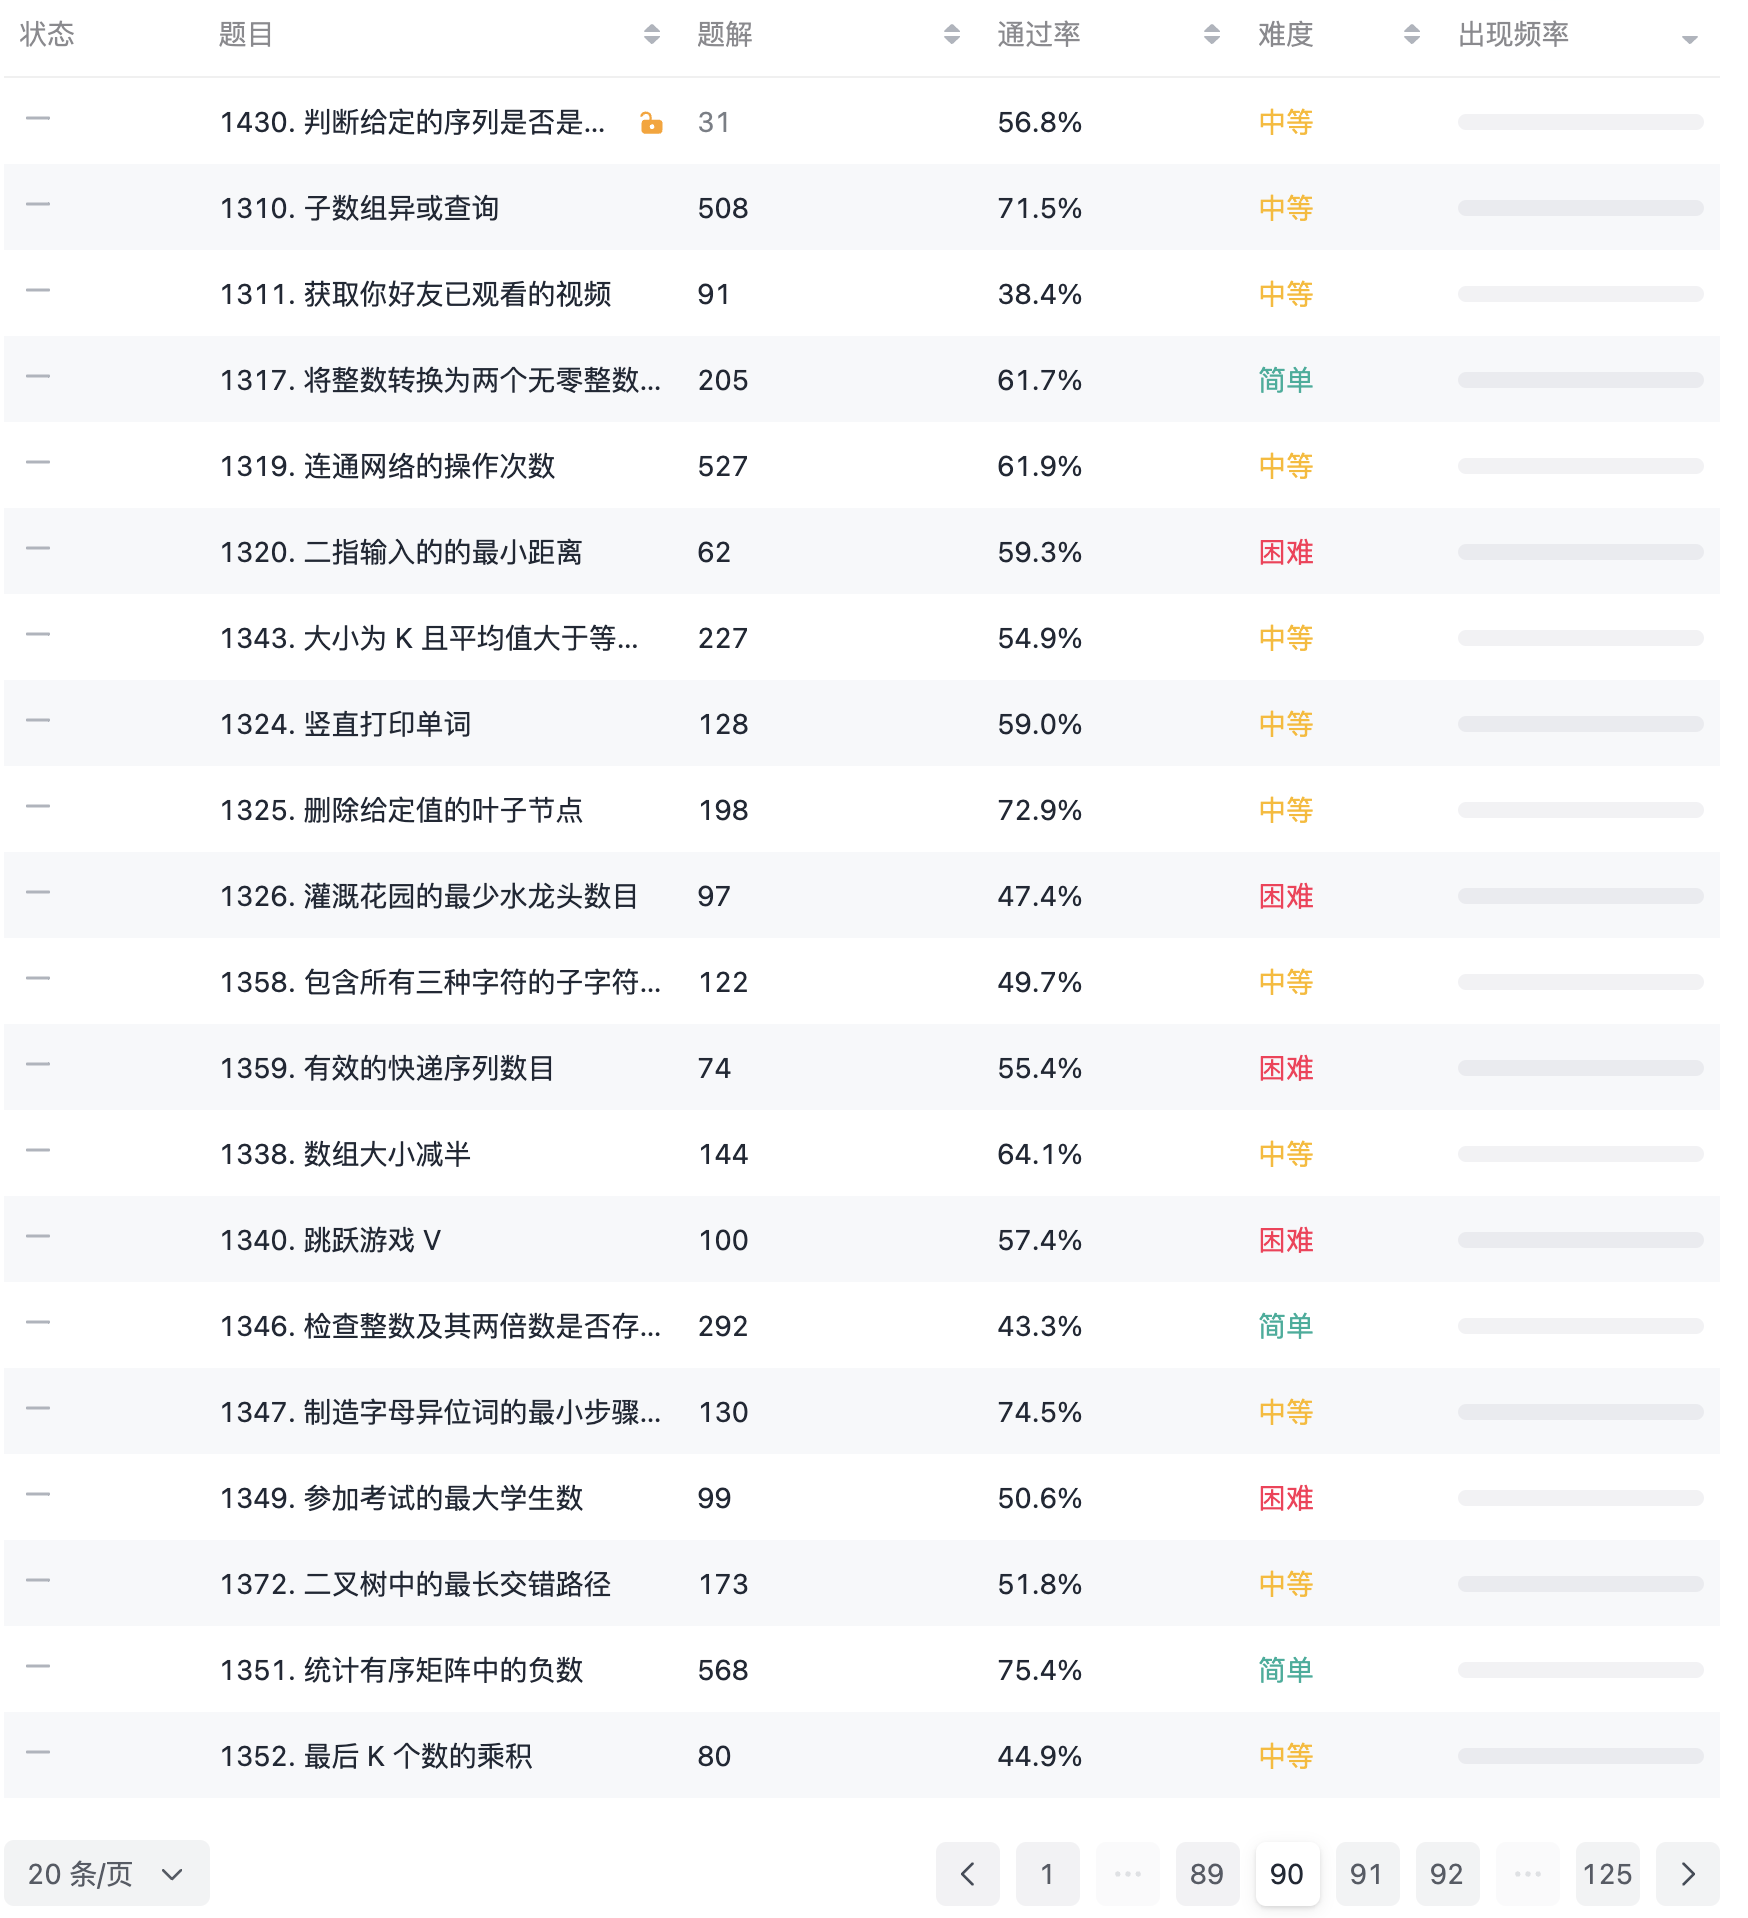 状态 题目 题解 通过率 难度 出现频率
1430. 判断给定的序列是否是... 31 56.8% 中等
1310. 子数组异或查询 508 71.5% 中等
1311. 获取你好友已观看的视频 91 38.4% 中等
1317. 将整数转换为两个无零整数... 205 61.7% 简单
1319. 连通网络的操作次数 527 61.9% 中等
1320. 二指输入的的最小距离 62 59.3% 困难
1343. 大小为 K 且平均值大于等... 227 54.9% 中等
1324. 竖直打印单词 128 59.0% 中等
1325. 删除给定值的叶子节点 198 72.9% 中等
1326. 灌溉花园的最少水龙头数目 97 47.4% 困难
1358. 包含所有三种字符的子字符... 122 49.7% 中等
1359. 有效的快递序列数目 74 55.4% 困难
1338. 数组大小减半 144 64.1% 中等
1340. 跳跃游戏 V 100 57.4% 困难
1346. 检查整数及其两倍数是否存... 292 43.3% 简单
1347. 制造字母异位词的最小步骤... 130 74.5% 中等
1349. 参加考试的最大学生数 99 50.6% 困难
1372. 二叉树中的最长交错路径 173 51.8% 中等
1351. 统计有序矩阵中的负数 568 75.4% 简单
1352. 最后 K 个数的乘积 80 44.9% 中等
20 条/页 1 ... 89 90 91 92 ... 125